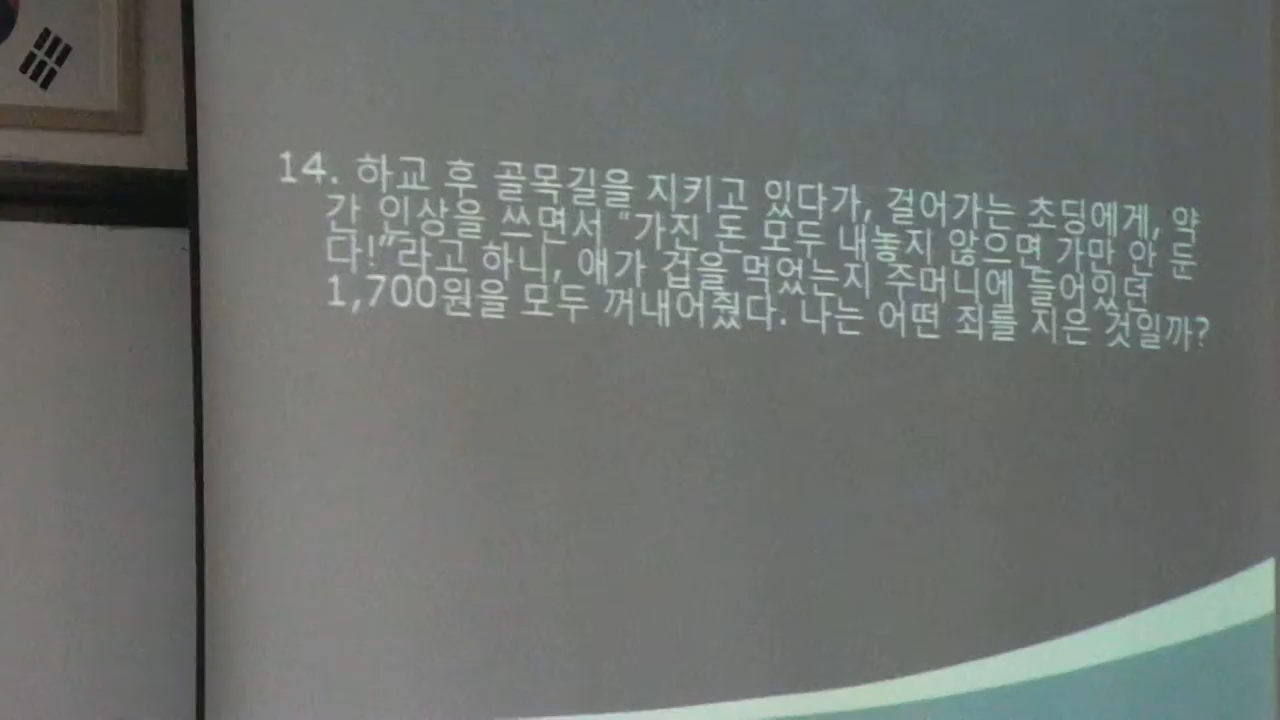 14. 하교 후 골목길을 지키고 있다가, 걸어가는 초딩에게, 약
간 인상을 쓰면서 “가진 돈 모두 내놓지 않으면 가만 안 둔
다!”라고 하니, 애가 겁을 먹었는지 주머니에 들어있던
1,700원을 모두 꺼내어줬다. 나는 어떤 죄를 지은 것일까?